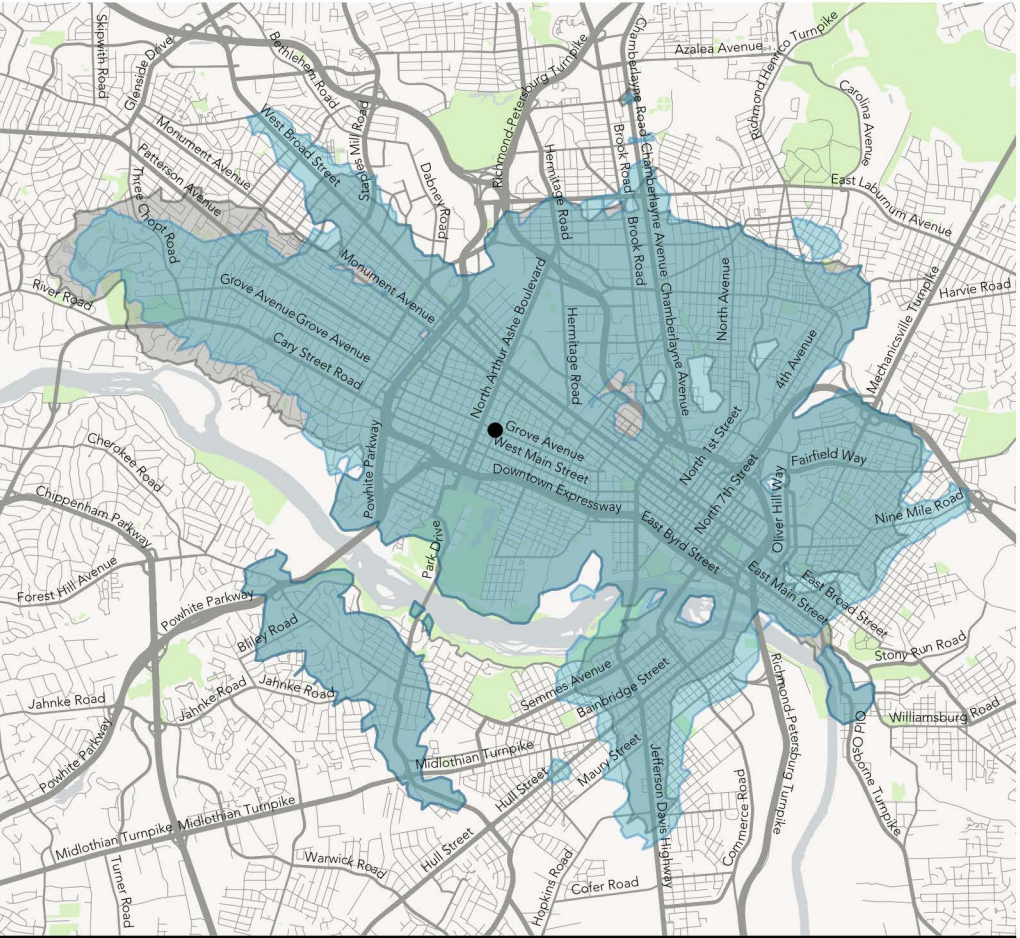 Skipwith Road
Glenside Drive
Bethlehem Road
Richmond-Petersburg Turnpike
Chamberlayne Road
Azalea Avenue
Richmond Henrico Turnpike
Carolina Avenue
West Broad Street
Staples Mill Road
Monument Avenue
Patterson Avenue
Three Chopt Road
Dabney Road
Hermitage Road
Brook Road
Chamberlayne Avenue
East Laburnum Avenue
Brook Road
River Road
Grove Avenue
Grove Avenue
Monument Avenue
Cary Street Road
North Arthur Ashe Boulevard
Hermitage Road
Chamberlayne Avenue
North Avenue
4th Avenue
Mechanicsville Turnpike
Harvie Road
Powhite Parkway
Grove Avenue
West Main Street
Downtown Expressway
North 1st Street
North 7th Street
Oliver Hill Way
Fairfield Way
Nine Mile Road
Cherokee Road
Chippenham Parkway
Forest Hill Avenue
Powhite Parkway
Park Drive
East Byrd Street
East Main Street
East Broad Street
Stony Run Road
Bliley Road
Jahnke Road
Jahnke Road
Jahnke Road
Semmes Avenue
Bainbridge Street
Richmond-Petersburg Turnpike
Old Osborne Turnpike
Williamsburg Road
Powhite Parkway
Midlothian Turnpike
Hull Street
Maury Street
Jefferson Davis Highway
Commerce Road
Midlothian Turnpike
Midlothian Turnpike
Turner Road
Warwick Road
Hull Street
Hopkins Road
Cofer Road